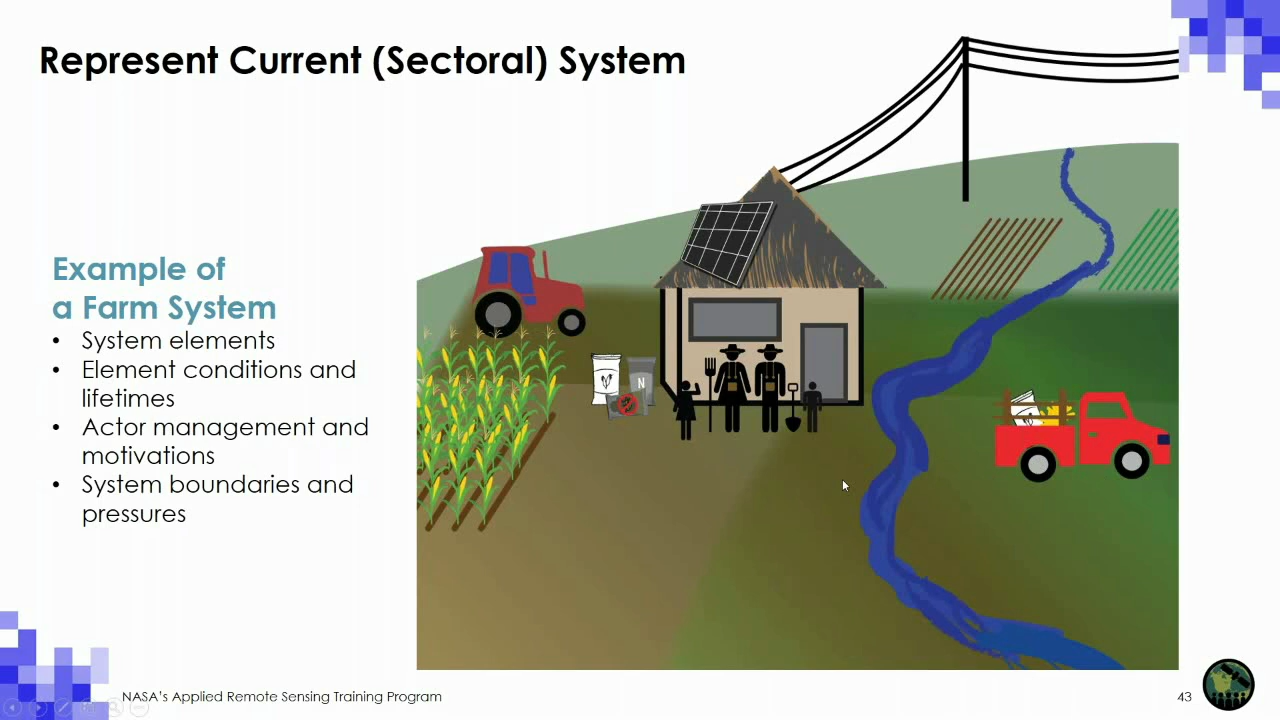 Represent Current (Sectoral) System
Example of
a Farm System
• System elements
• Element conditions and
lifetimes
• Actor management and
motivations
• System boundaries and
pressures
N
NASA's Applied Remote Sensing Training Program
43